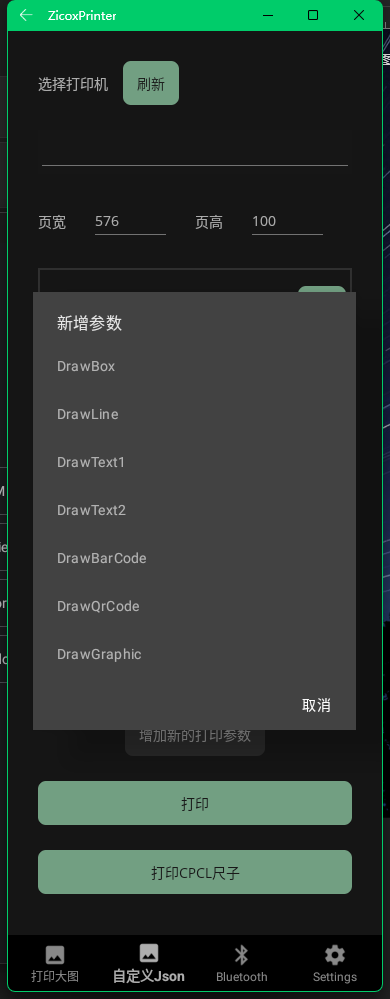 ZicoxPrinter
选择打印机 刷新
页宽 576 页高 100
新增参数
DrawBox
DrawLine
DrawText1
DrawText2
DrawBarCode
DrawQrCode
DrawGraphic
取消
增加新的打印参数
打印
打印CPCL尺子
打印大图 自定义Json Bluetooth Settings